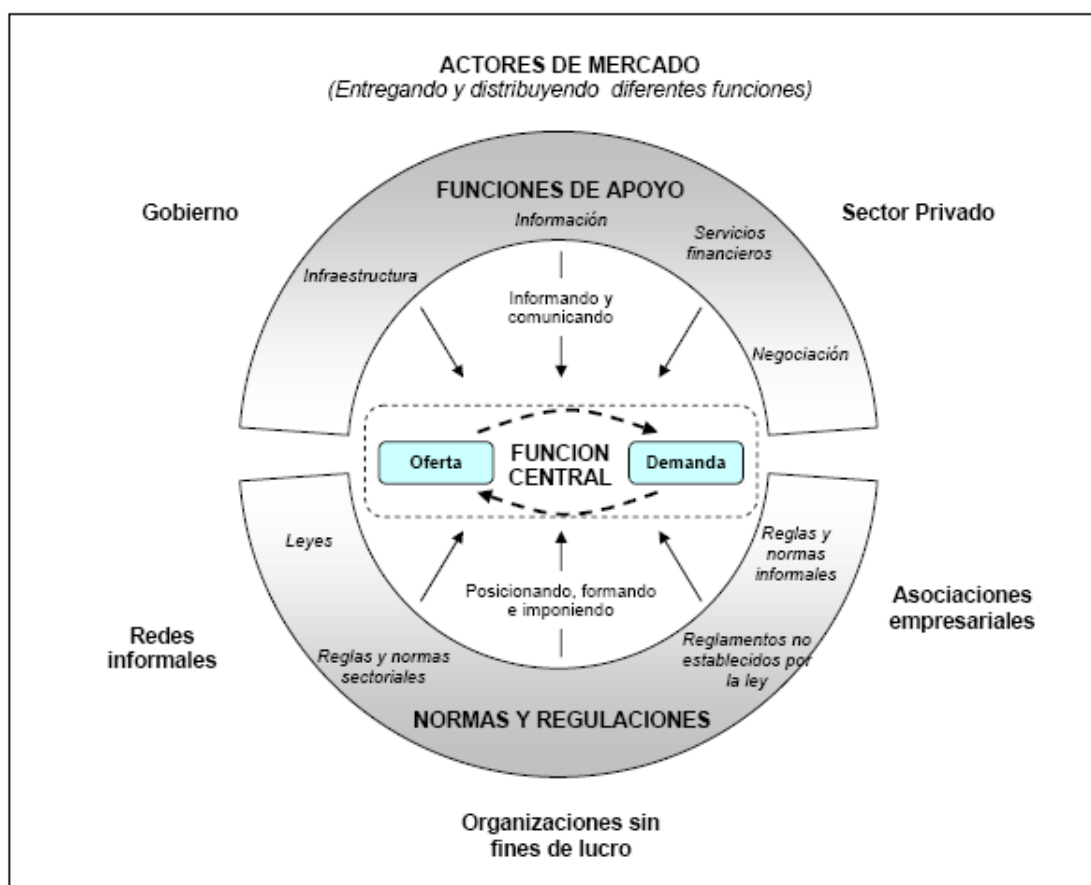 ACTORES DE MERCADO
(Entregando y distribuyendo diferentes funciones)
Gobierno
Sector Privado
FUNCIONES DE APOYO
Información
Servicios
financieros
Infraestructura
Negociación
Informando y
comunicando
Oferta
FUNCION
CENTRAL
Demanda
Leyes
Reglas y
normas
informales
Posicionando, formando
e imponiendo
Reglas y normas
sectoriales
Reglamentos no
establecidos por
la ley
NORMAS Y REGULACIONES
Redes
informales
Asociaciones
empresariales
Organizaciones sin
fines de lucro